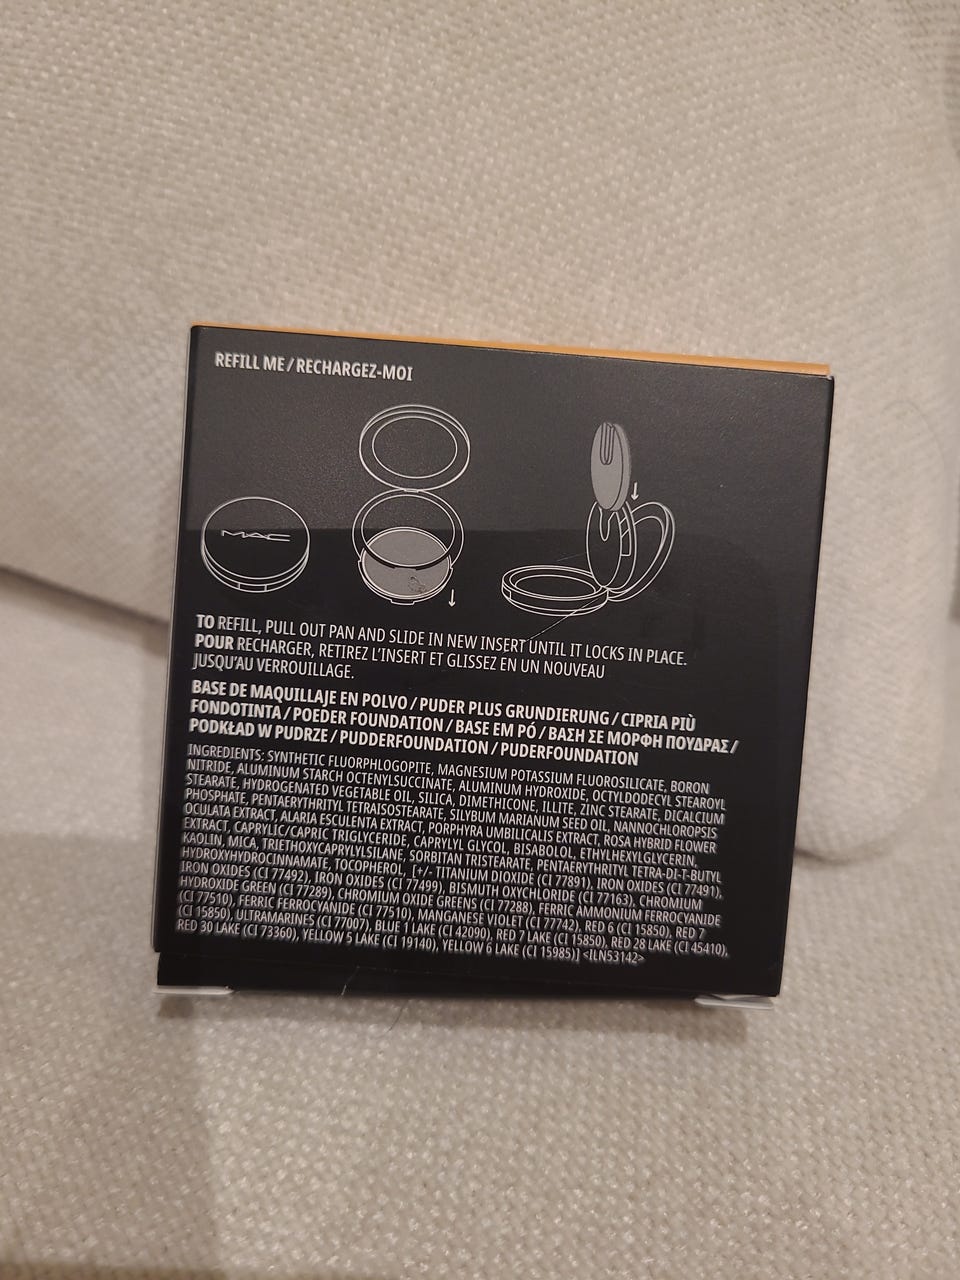 REFILL ME / RECHARGEZ-MOI
MAC
TO REFILL, PULL OUT PAN AND SLIDE IN NEW INSERT UNTIL IT LOCKS IN PLACE.
POUR RECHARGER, RETIREZ L'INSERT ET GLISSEZ EN UN NOUVEAU
JUSQU'AU VERROUILLAGE.
BASE DE MAQUILLAJE EN POLVO / PUDER PLUS GRUNDIERUNG / CIPRIA PIÙ
FONDOTINTA / POEDER FOUNDATION / BASE EM PÓ / ΒΑΣΗ ΣΕ ΜΟΡΦΗ ΠΟΥΔΡΑΣ /
PODKŁAD W PUDRZE / PUDDERFOUNDATION / PUDERFOUNDATION
INGREDIENTS: SYNTHETIC FLUORPHLOGOPITE, MAGNESIUM POTASSIUM FLUOROSILICATE, BORON
NITRIDE, ALUMINUM STARCH OCTENYLSUCCINATE, ALUMINUM HYDROXIDE, OCTYLDODECYL STEAROYL
STEARATE, HYDROGENATED VEGETABLE OIL, SILICA, DIMETHICONE, ILLITE, ZINC STEARATE, DICALCIUM
PHOSPHATE, PENTAERYTHRITYL TETRAISOSTEARATE, SILYBUM MARIANUM SEED OIL, NANNOCHLOROPSIS
OCULATA EXTRACT, ALARIA ESCULENTA EXTRACT, PORPHYRA UMBILICALIS EXTRACT, ROSA HYBRID FLOWER
EXTRACT, CAPRYLIC/CAPRIC TRIGLYCERIDE, CAPRYLYL GLYCOL, BISABOLOL, ETHYLHEXYLGLYCERIN,
KAOLIN, MICA, TRIETHOXYCAPRYLYLSILANE, SORBITAN TRISTEARATE, PENTAERYTHRITYL TETRA-DI-T-BUTYL
HYDROXYHYDROCINNAMATE, TOCOPHEROL, [+/- TITANIUM DIOXIDE (CI 77891), IRON OXIDES (CI 77491),
IRON OXIDES (CI 77492), IRON OXIDES (CI 77499), BISMUTH OXYCHLORIDE (CI 77163), CHROMIUM
HYDROXIDE GREEN (CI 77289), CHROMIUM OXIDE GREENS (CI 77288), FERRIC AMMONIUM FERROCYANIDE
(CI 77510), FERRIC FERROCYANIDE (CI 77510), MANGANESE VIOLET (CI 77742), RED 6 (CI 15850), RED 7
(CI 15850), ULTRAMARINES (CI 77007), BLUE 1 LAKE (CI 42090), RED 7 LAKE (CI 15850), RED 28 LAKE (CI 45410),
RED 30 LAKE (CI 73360), YELLOW 5 LAKE (CI 19140), YELLOW 6 LAKE (CI 15985)] <ILN53142>